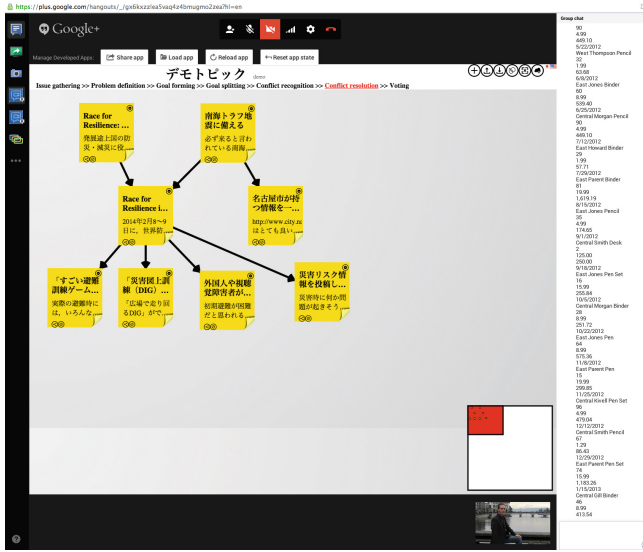 https://plus.google.com/hangouts/_/gx6kxzzlea5vaq4z4bmugmo2xea?hl=en
Google+
Manage Developed Apps:
Share app
Load app
Reload app
Reset app state
デモトピック demo
Issue gathering >> Problem definition >> Goal forming >> Goal splitting >> Conflict recognition >> Conflict resolution >> Voting
Race for
Resilience: …
発展途上国の防
災・減災に役
南海トラフ地
震に備える
必ず来ると言わ
れている南海
Race for
Resilience i…
2014年2月8〜9
日に，世界防
名古屋市が持
つ情報を一…
http://www.city.na
はとても良い
「すごい避難
訓練ゲーム…
実際の避難時に
は，いろんな
「災害図上訓
練（DIG）…
「広場で走り回
るDIG」がで
外国人や視聴
覚障害者が…
初期避難が困難
だと思われる
災害リスク情
報を投稿し…
災害時に何か問
題が起きそう
Group chat
90
4.99
449.10
5/22/2012
West Thompson Pencil
32
1.99
63.68
6/8/2012
East Jones Binder
60
8.99
539.40
6/25/2012
Central Morgan Pencil
90
4.99
449.10
7/12/2012
East Howard Binder
29
1.99
57.71
7/29/2012
East Parent Binder
81
19.99
1,619.19
8/15/2012
East Jones Pencil
35
4.99
174.65
9/1/2012
Central Smith Desk
2
125.00
250.00
9/18/2012
East Jones Pen Set
16
15.99
255.84
10/5/2012
Central Morgan Binder
28
8.99
251.72
10/22/2012
East Jones Pen
64
8.99
575.36
11/8/2012
East Parent Pen
15
19.99
299.85
11/25/2012
Central Kivell Pen Set
96
4.99
479.04
12/12/2012
Central Smith Pencil
67
1.29
86.43
12/29/2012
East Parent Pen Set
74
15.99
1,183.26
1/15/2013
Central Gill Binder
46
8.99
413.54